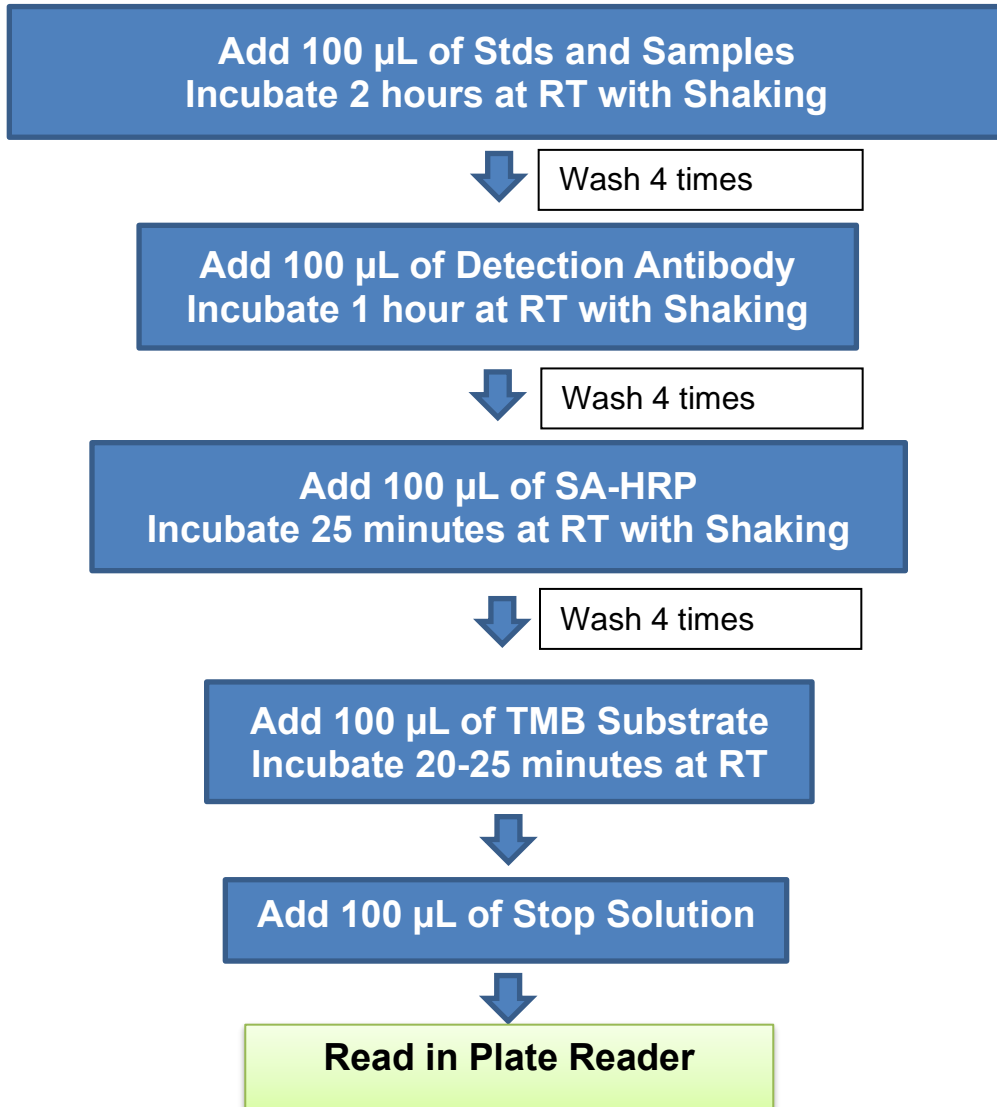 Add 100 µL of Stds and Samples
Incubate 2 hours at RT with Shaking
Wash 4 times
Add 100 µL of Detection Antibody
Incubate 1 hour at RT with Shaking
Wash 4 times
Add 100 µL of SA-HRP
Incubate 25 minutes at RT with Shaking
Wash 4 times
Add 100 µL of TMB Substrate
Incubate 20-25 minutes at RT
Add 100 µL of Stop Solution
Read in Plate Reader